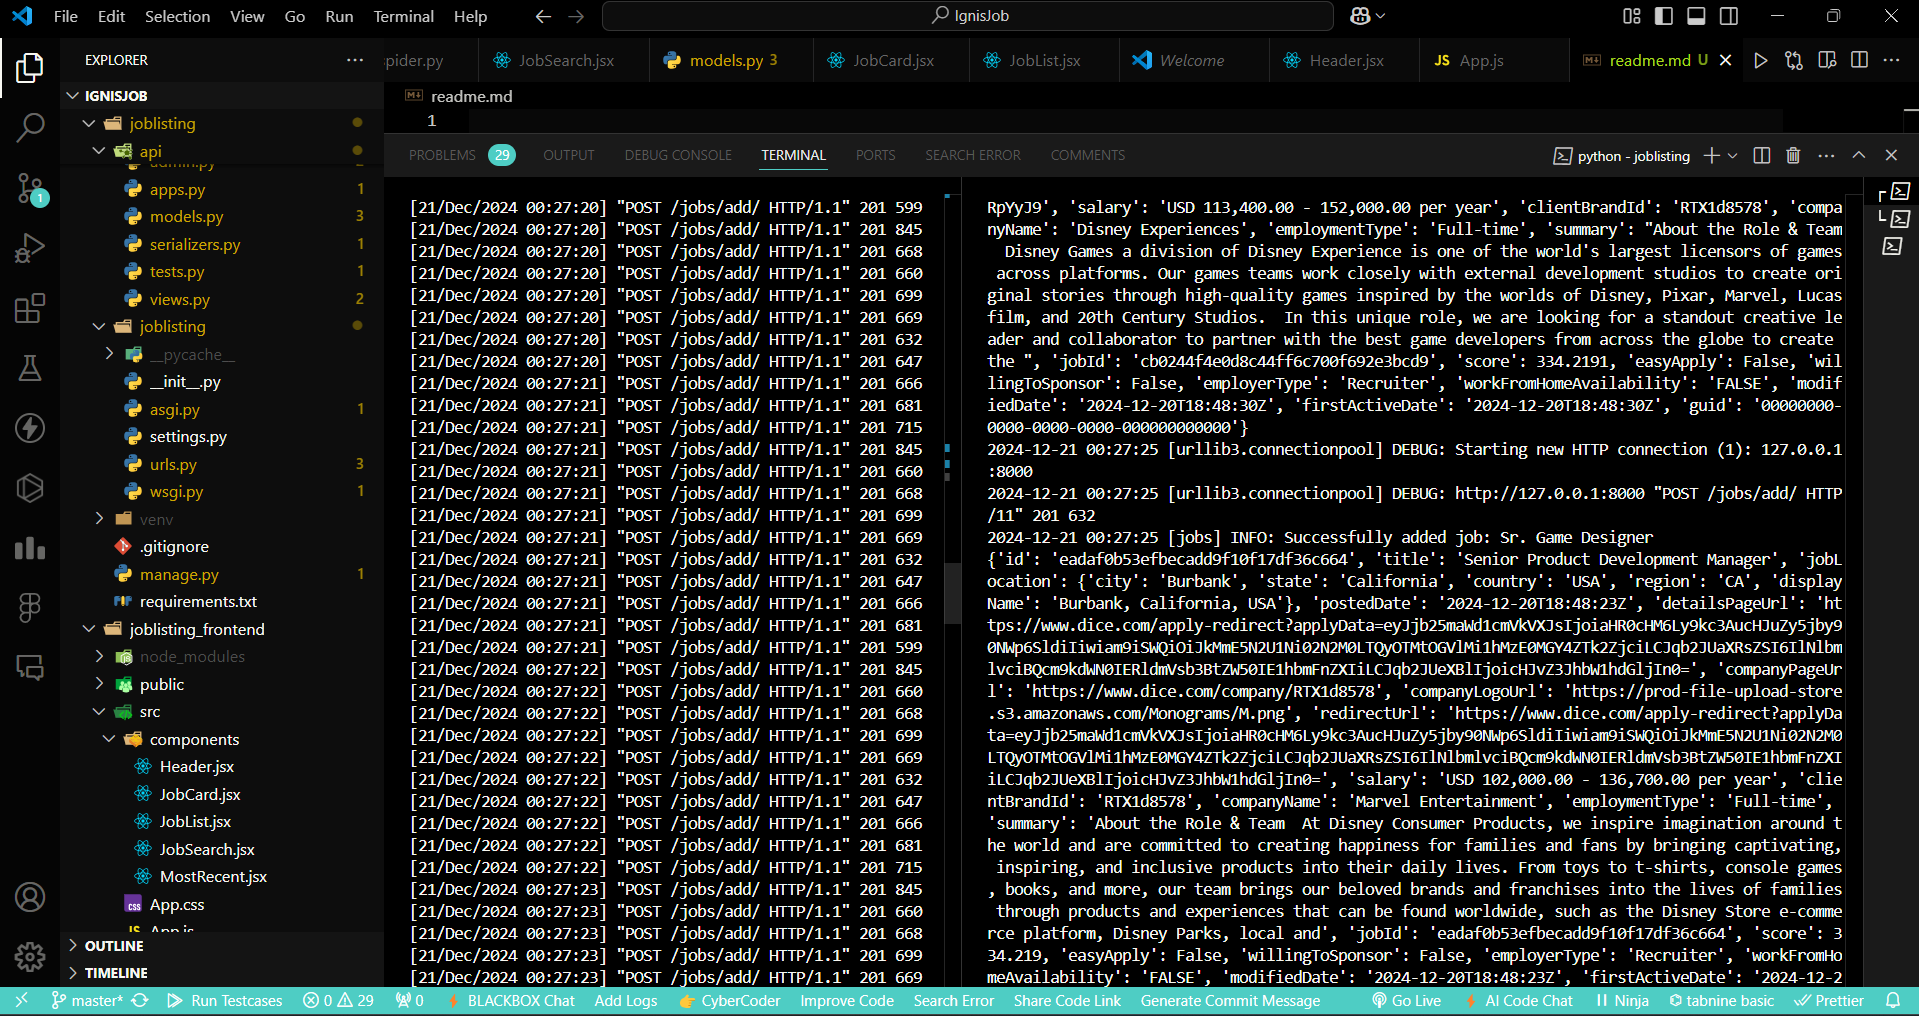 File Edit Selection View Go Run Terminal Help
IgnisJob
EXPLORER
IGNISJOB
joblisting
api
admin.py 2
apps.py 1
models.py 3
serializers.py 1
tests.py 1
views.py 2
joblisting
__pycache__
__init__.py
asgi.py 1
settings.py
urls.py 3
wsgi.py 1
venv
.gitignore
manage.py 1
requirements.txt
joblisting_frontend
node_modules
public
src
components
Header.jsx
JobCard.jsx
JobList.jsx
JobSearch.jsx
MostRecent.jsx
App.css
App.js
OUTLINE
TIMELINE
1
pider.py JobSearch.jsx models.py 3 JobCard.jsx JobList.jsx Welcome Header.jsx App.js readme.md U
readme.md
1
PROBLEMS 29 OUTPUT DEBUG CONSOLE TERMINAL PORTS SEARCH ERROR COMMENTS
python - joblisting
[21/Dec/2024 00:27:20] "POST /jobs/add/ HTTP/1.1" 201 599
[21/Dec/2024 00:27:20] "POST /jobs/add/ HTTP/1.1" 201 845
[21/Dec/2024 00:27:20] "POST /jobs/add/ HTTP/1.1" 201 668
[21/Dec/2024 00:27:20] "POST /jobs/add/ HTTP/1.1" 201 660
[21/Dec/2024 00:27:20] "POST /jobs/add/ HTTP/1.1" 201 699
[21/Dec/2024 00:27:20] "POST /jobs/add/ HTTP/1.1" 201 669
[21/Dec/2024 00:27:20] "POST /jobs/add/ HTTP/1.1" 201 632
[21/Dec/2024 00:27:20] "POST /jobs/add/ HTTP/1.1" 201 647
[21/Dec/2024 00:27:21] "POST /jobs/add/ HTTP/1.1" 201 666
[21/Dec/2024 00:27:21] "POST /jobs/add/ HTTP/1.1" 201 681
[21/Dec/2024 00:27:21] "POST /jobs/add/ HTTP/1.1" 201 715
[21/Dec/2024 00:27:21] "POST /jobs/add/ HTTP/1.1" 201 845
[21/Dec/2024 00:27:21] "POST /jobs/add/ HTTP/1.1" 201 660
[21/Dec/2024 00:27:21] "POST /jobs/add/ HTTP/1.1" 201 668
[21/Dec/2024 00:27:21] "POST /jobs/add/ HTTP/1.1" 201 699
[21/Dec/2024 00:27:21] "POST /jobs/add/ HTTP/1.1" 201 669
[21/Dec/2024 00:27:21] "POST /jobs/add/ HTTP/1.1" 201 632
[21/Dec/2024 00:27:21] "POST /jobs/add/ HTTP/1.1" 201 647
[21/Dec/2024 00:27:21] "POST /jobs/add/ HTTP/1.1" 201 666
[21/Dec/2024 00:27:21] "POST /jobs/add/ HTTP/1.1" 201 681
[21/Dec/2024 00:27:21] "POST /jobs/add/ HTTP/1.1" 201 599
[21/Dec/2024 00:27:22] "POST /jobs/add/ HTTP/1.1" 201 845
[21/Dec/2024 00:27:22] "POST /jobs/add/ HTTP/1.1" 201 660
[21/Dec/2024 00:27:22] "POST /jobs/add/ HTTP/1.1" 201 668
[21/Dec/2024 00:27:22] "POST /jobs/add/ HTTP/1.1" 201 699
[21/Dec/2024 00:27:22] "POST /jobs/add/ HTTP/1.1" 201 669
[21/Dec/2024 00:27:22] "POST /jobs/add/ HTTP/1.1" 201 632
[21/Dec/2024 00:27:22] "POST /jobs/add/ HTTP/1.1" 201 647
[21/Dec/2024 00:27:22] "POST /jobs/add/ HTTP/1.1" 201 666
[21/Dec/2024 00:27:22] "POST /jobs/add/ HTTP/1.1" 201 681
[21/Dec/2024 00:27:22] "POST /jobs/add/ HTTP/1.1" 201 715
[21/Dec/2024 00:27:23] "POST /jobs/add/ HTTP/1.1" 201 845
[21/Dec/2024 00:27:23] "POST /jobs/add/ HTTP/1.1" 201 660
[21/Dec/2024 00:27:23] "POST /jobs/add/ HTTP/1.1" 201 668
[21/Dec/2024 00:27:23] "POST /jobs/add/ HTTP/1.1" 201 699
[21/Dec/2024 00:27:23] "POST /jobs/add/ HTTP/1.1" 201 669
RpYyJ9', 'salary': 'USD 113,400.00 - 152,000.00 per year', 'clientBrandId': 'RTX1d8578', 'compa
nyName': 'Disney Experiences', 'employmentType': 'Full-time', 'summary': "About the Role & Team
Disney Games a division of Disney Experience is one of the world's largest licensors of games
across platforms. Our games teams work closely with external development studios to create ori
ginal stories through high-quality games inspired by the worlds of Disney, Pixar, Marvel, Lucas
film, and 20th Century Studios.  In this unique role, we are looking for a standout creative le
ader and collaborator to partner with the best game developers from across the globe to create
the ", 'jobId': 'cb0244f4e0d8c44ff6c700f692e3bcd9', 'score': 334.2191, 'easyApply': False, 'wil
lingToSponsor': False, 'employerType': 'Recruiter', 'workFromHomeAvailability': 'FALSE', 'modif
iedDate': '2024-12-20T18:48:30Z', 'firstActiveDate': '2024-12-20T18:48:30Z', 'guid': '00000000-
0000-0000-0000-000000000000'}
2024-12-21 00:27:25 [urllib3.connectionpool] DEBUG: Starting new HTTP connection (1): 127.0.0.1
:8000
2024-12-21 00:27:25 [urllib3.connectionpool] DEBUG: http://127.0.0.1:8000 "POST /jobs/add/ HTTP
/11" 201 632
2024-12-21 00:27:25 [jobs] INFO: Successfully added job: Sr. Game Designer
{'id': 'eadaf0b53efbecadd9f10f17df36c664', 'title': 'Senior Product Development Manager', 'jobL
ocation': {'city': 'Burbank', 'state': 'California', 'country': 'USA', 'region': 'CA', 'display
Name': 'Burbank, California, USA'}, 'postedDate': '2024-12-20T18:48:23Z', 'detailsPageUrl': 'ht
tps://www.dice.com/apply-redirect?applyData=eyJjb25maWd1cmVkVXJsIjoiaHR0cHM6Ly9kc3AucHJuZy5jby9
0NWp6SldiIiwiam9iSWQiOiJkMmE5N2U1Ni02N2M0LTQyOTMtOGVlMi1hMzE0MGY4ZTk2ZjciLCJqb2JUaXRsZSI6IlNlbm
lvciBQcm9kdWN0IERldmVsb3BtZW50IE1hbmFnZXIiLCJqb2JUeXBlIjoicHJvZ3JhbW1hdGljIn0=', 'companyPageUr
l': 'https://www.dice.com/company/RTX1d8578', 'companyLogoUrl': 'https://prod-file-upload-store
.s3.amazonaws.com/Monograms/M.png', 'redirectUrl': 'https://www.dice.com/apply-redirect?applyDa
ta=eyJjb25maWd1cmVkVXJsIjoiaHR0cHM6Ly9kc3AucHJuZy5jby90NWp6SldiIiwiam9iSWQiOiJkMmE5N2U1Ni02N2M0
LTQyOTMtOGVlMi1hMzE0MGY4ZTk2ZjciLCJqb2JUaXRsZSI6IlNlbmlvciBQcm9kdWN0IERldmVsb3BtZW50IE1hbmFnZXI
iLCJqb2JUeXBlIjoicHJvZ3JhbW1hdGljIn0=', 'salary': 'USD 102,000.00 - 136,700.00 per year', 'clie
ntBrandId': 'RTX1d8578', 'companyName': 'Marvel Entertainment', 'employmentType': 'Full-time',
'summary': 'About the Role & Team  At Disney Consumer Products, we inspire imagination around t
he world and are committed to creating happiness for families and fans by bringing captivating,
inspiring, and inclusive products into their daily lives. From toys to t-shirts, console games
, books, and more, our team brings our beloved brands and franchises into the lives of families
through products and experiences that can be found worldwide, such as the Disney Store e-comme
rce platform, Disney Parks, local and', 'jobId': 'eadaf0b53efbecadd9f10f17df36c664', 'score': 3
34.219, 'easyApply': False, 'willingToSponsor': False, 'employerType': 'Recruiter', 'workFromHo
meAvailability': 'FALSE', 'modifiedDate': '2024-12-20T18:48:23Z', 'firstActiveDate': '2024-12-2
master* Run Testcases 0 29 0 BLACKBOX Chat Add Logs CyberCoder Improve Code Search Error Share Code Link Generate Commit Message Go Live AI Code Chat Ninja tabnine basic Prettier